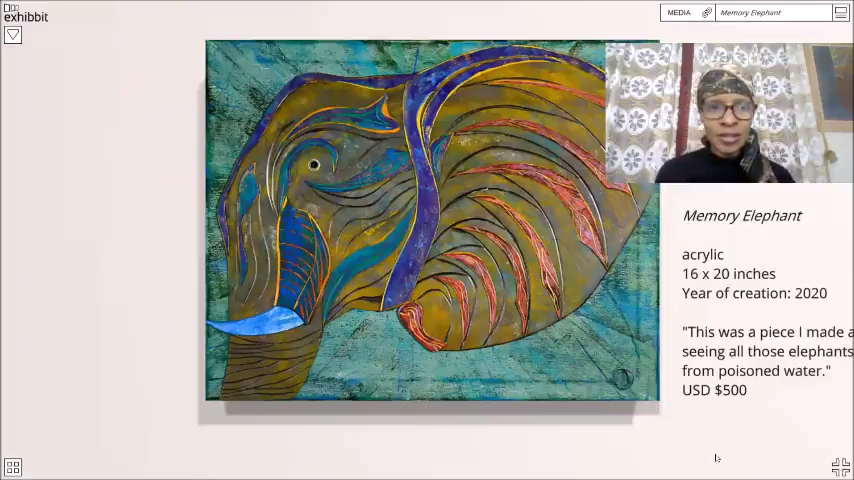 exhibbit
MEDIA
Memory Elephant
Memory Elephant
acrylic
16 x 20 inches
Year of creation: 2020
"This was a piece I made a
seeing all those elephants
from poisoned water."
USD $500